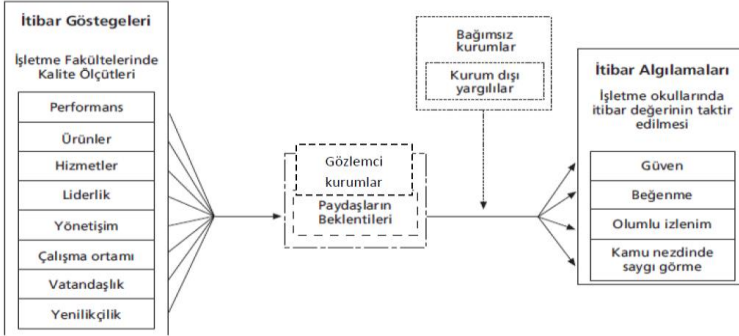 İtibar Göstegeleri
İşletme Fakültelerinde
Kalite Ölçütleri
Performans
Ürünler
Hizmetler
Liderlik
Yönetişim
Çalışma ortamı
Vatandaşlık
Yenilikçilik
Gözlemci
kurumlar
Paydaşların
Beklentileri
Bağımsız
kurumlar
Kurum dışı
yargılılar
İtibar Algılamaları
İşletme okullarında
itibar değerinin taktir
edilmesi
Güven
Beğenme
Olumlu izlenim
Kamu nezdinde
saygı görme